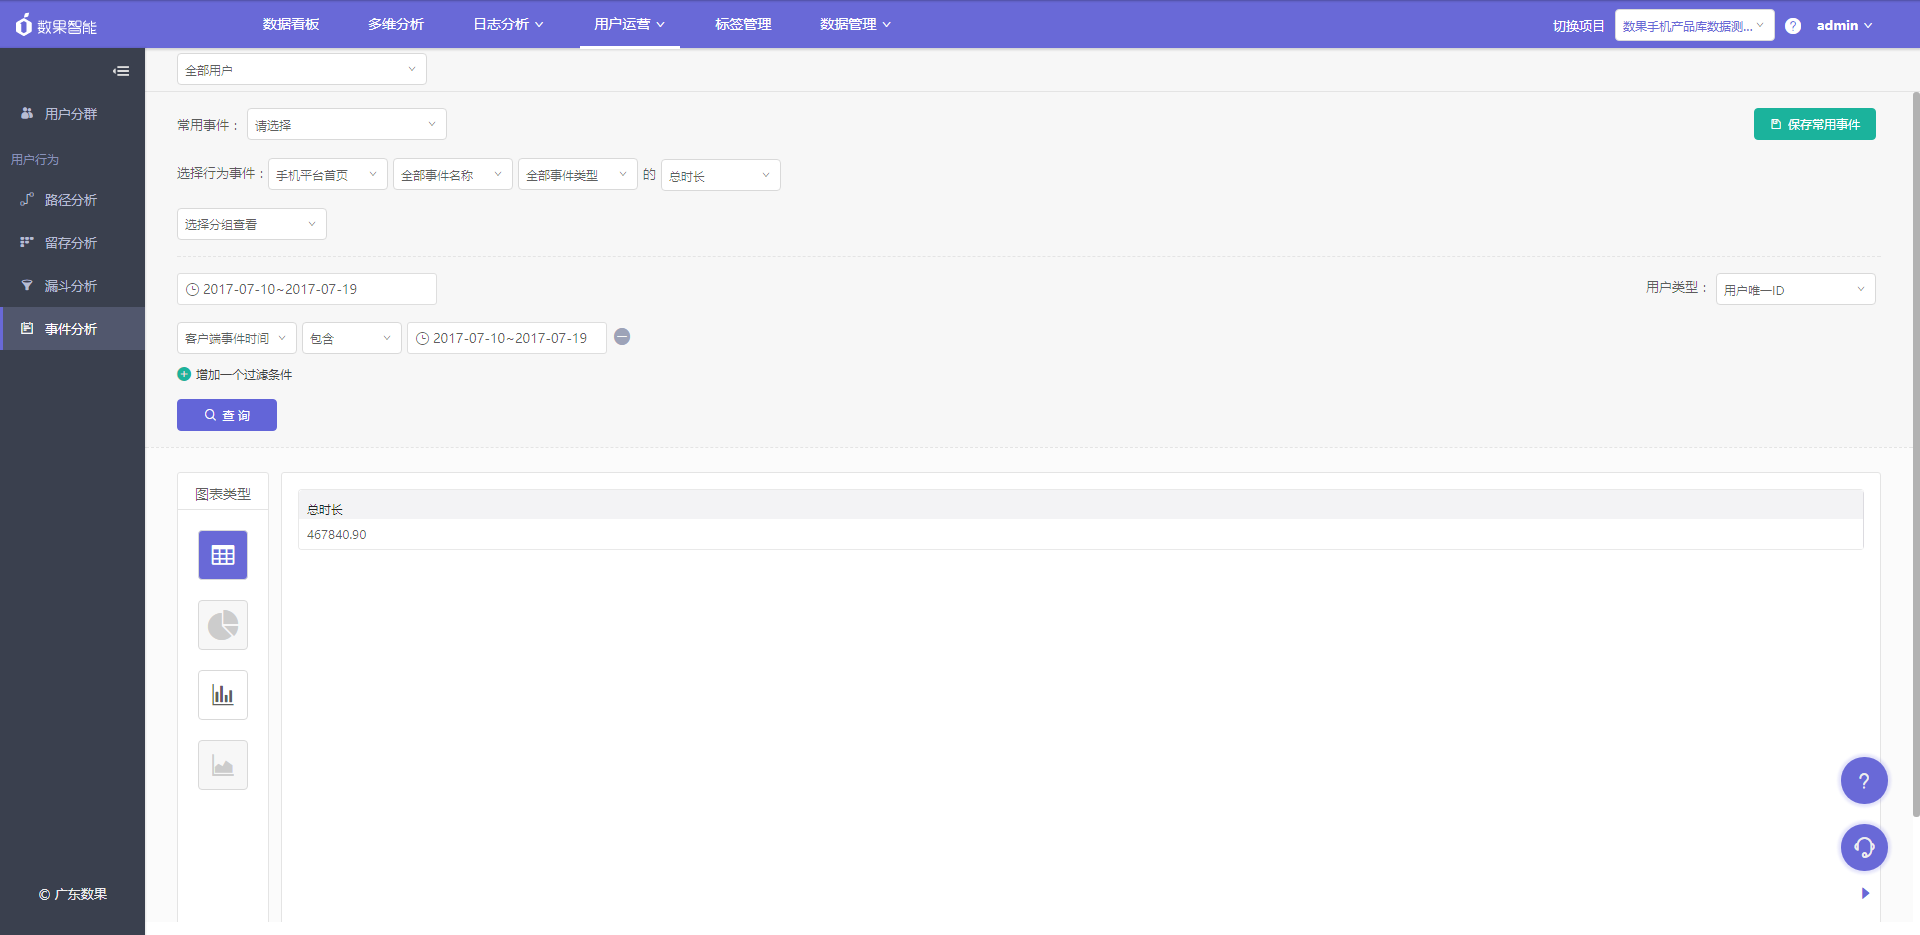 数果智能 数据看板 多维分析 日志分析 用户运营 标签管理 数据管理 切换项目 数果手机产品库数据测... ? admin
全部用户
用户分群
用户行为
路径分析
留存分析
漏斗分析
事件分析
© 广东数果
常用事件： 请选择 保存常用事件
选择行为事件： 手机平台首页 全部事件名称 全部事件类型 的 总时长
选择分组查看
2017-07-10~2017-07-19 用户类型： 用户唯一ID
客户端事件时间 包含 2017-07-10~2017-07-19
增加一个过滤条件
查 询
图表类型
总时长
467840.90
?